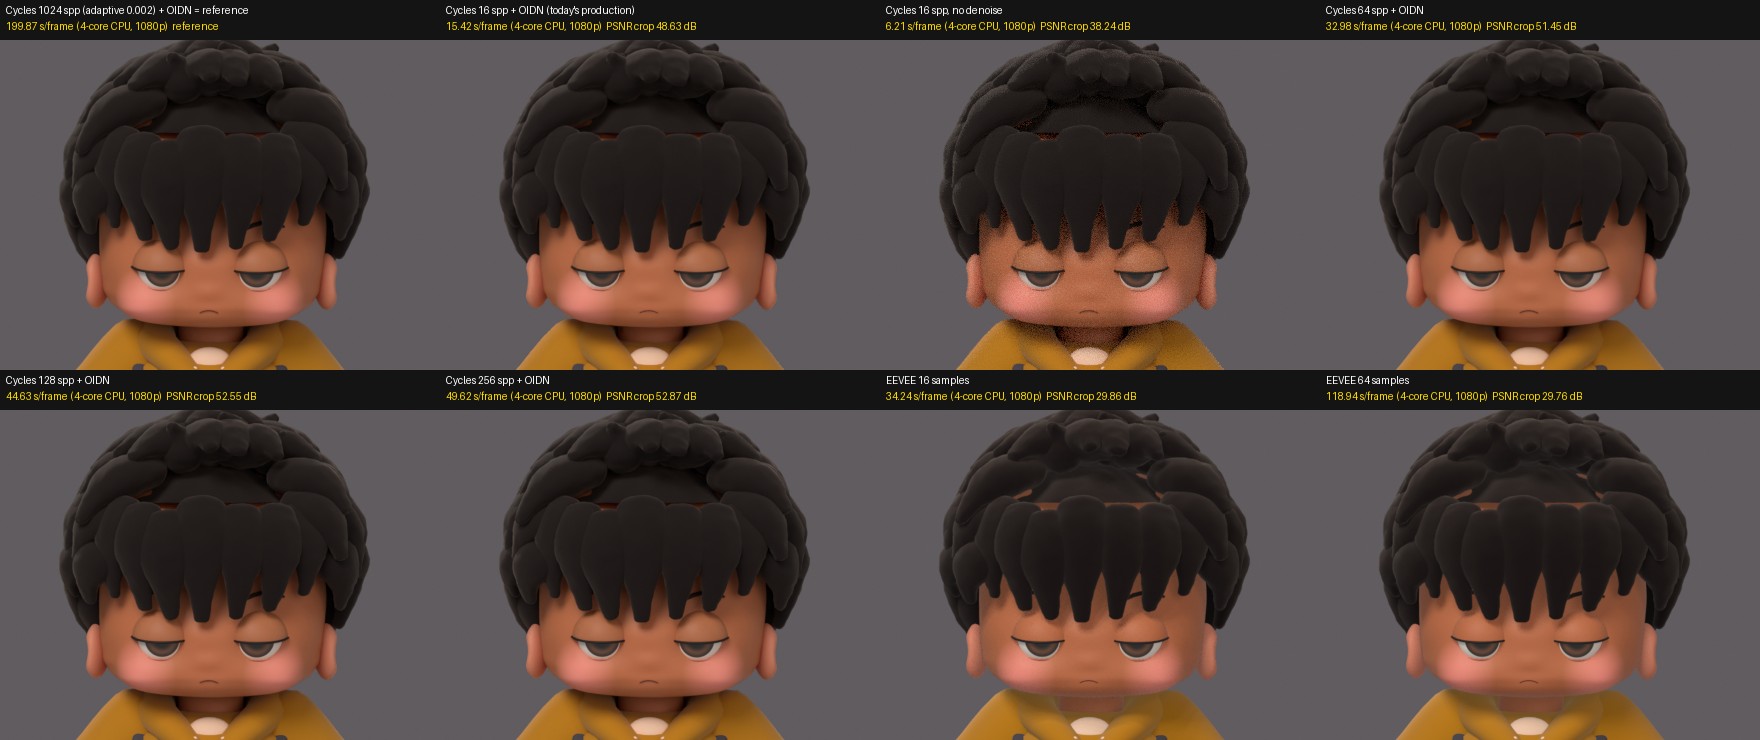 Cycles 1024 spp (adaptive 0.002) + OIDN = reference
199.87 s/frame (4-core CPU, 1080p) reference
Cycles 16 spp + OIDN (today's production)
15.42 s/frame (4-core CPU, 1080p) PSNRcrop 48.63 dB
Cycles 16 spp, no denoise
6.21 s/frame (4-core CPU, 1080p) PSNRcrop 38.24 dB
Cycles 64 spp + OIDN
32.98 s/frame (4-core CPU, 1080p) PSNRcrop 51.45 dB
Cycles 128 spp + OIDN
44.63 s/frame (4-core CPU, 1080p) PSNRcrop 52.55 dB
Cycles 256 spp + OIDN
49.62 s/frame (4-core CPU, 1080p) PSNRcrop 52.87 dB
EEVEE 16 samples
34.24 s/frame (4-core CPU, 1080p) PSNRcrop 29.86 dB
EEVEE 64 samples
118.94 s/frame (4-core CPU, 1080p) PSNRcrop 29.76 dB